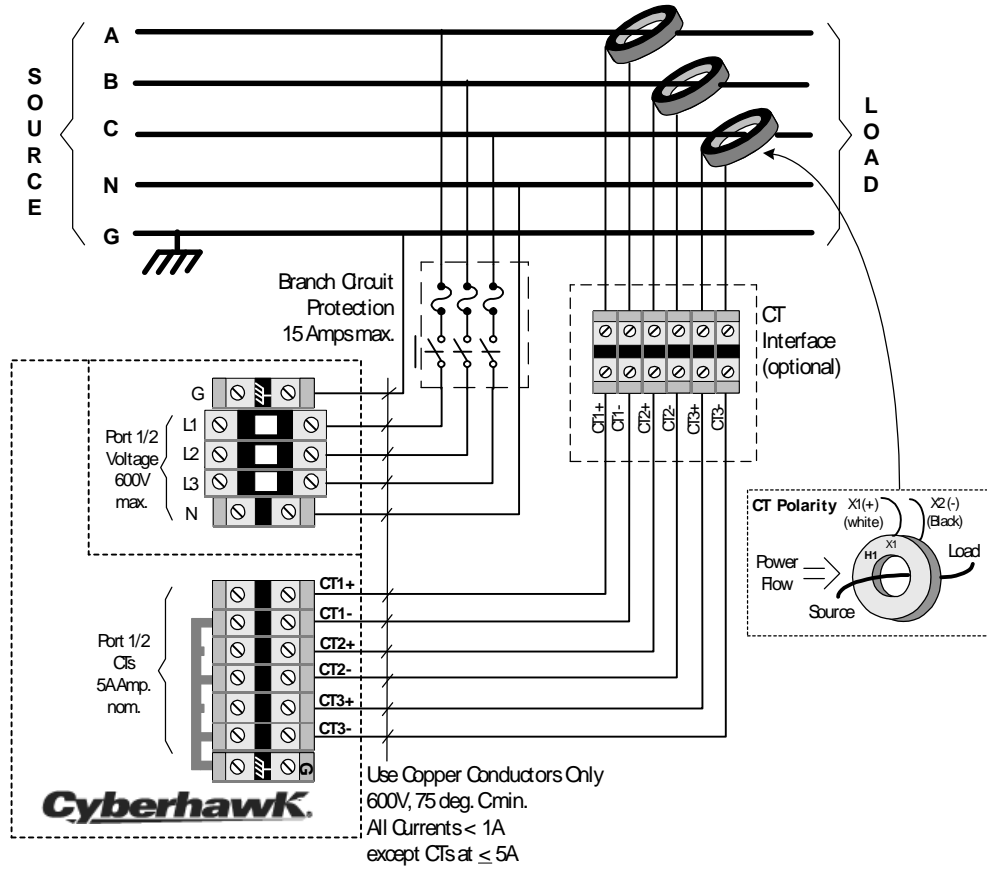 A
B
C
N
G
SOURCE
LOAD
Branch Circuit
Protection
15 Amps max.
CT
Interface
(optional)
CT1+
CT1-
CT2+
CT2-
CT3+
CT3-
G
L1
L2
L3
N
Port 1/2
Voltage
600V
max.
CT Polarity
X1(+)
(white)
X2 (-)
(Black)
X1
H1
Power
Flow
Load
Source
CT1+
CT1-
CT2+
CT2-
CT3+
CT3-
Port 1/2
CTs
5A Amp.
nom.
G
Cyberhawk.
Use Copper Conductors Only
600V, 75 deg. C min.
All Currents < 1A
except CTs at ≤ 5A